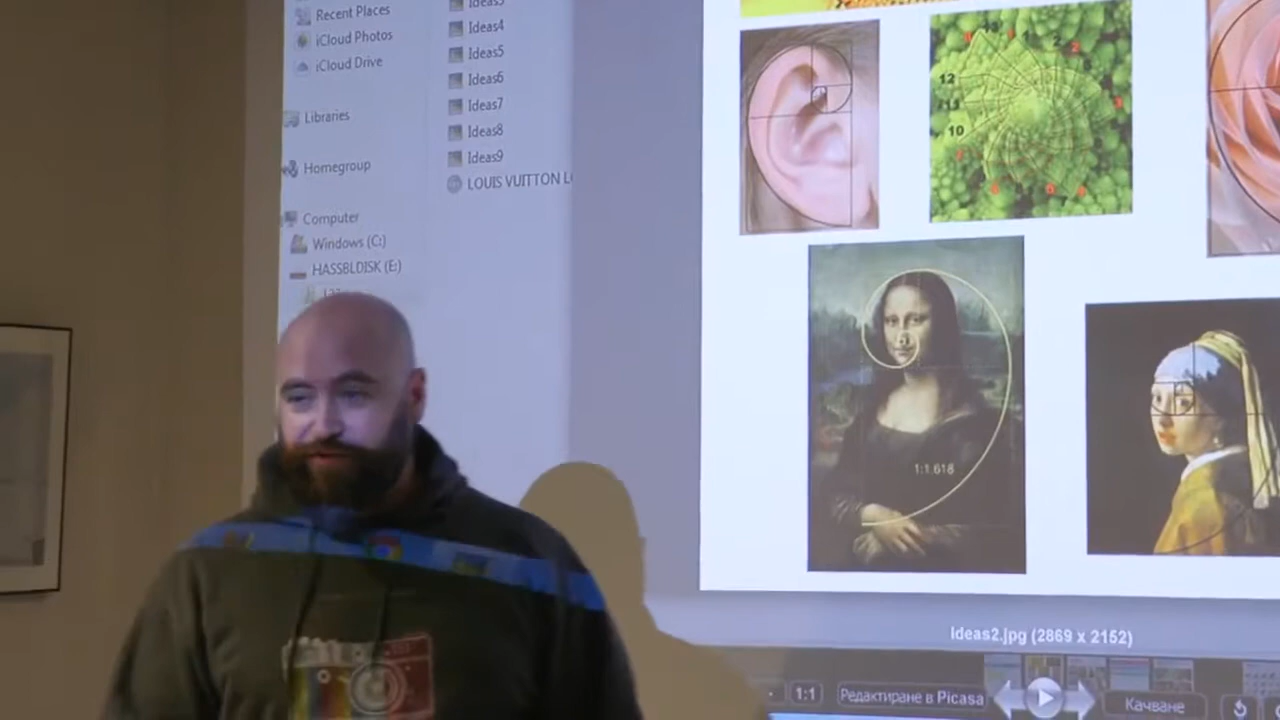 Recent Places
iCloud Photos
iCloud Drive
Libraries
Homegroup
Computer
Windows (C:)
HASSBLDISK (E:)
Ideas3
Ideas4
Ideas5
Ideas6
Ideas7
Ideas8
Ideas9
LOUIS VUITTON
12
10
1:1.618
Ideas2.jpg (2869 x 2152)
1:1
Редактиране в Picasa
Качване